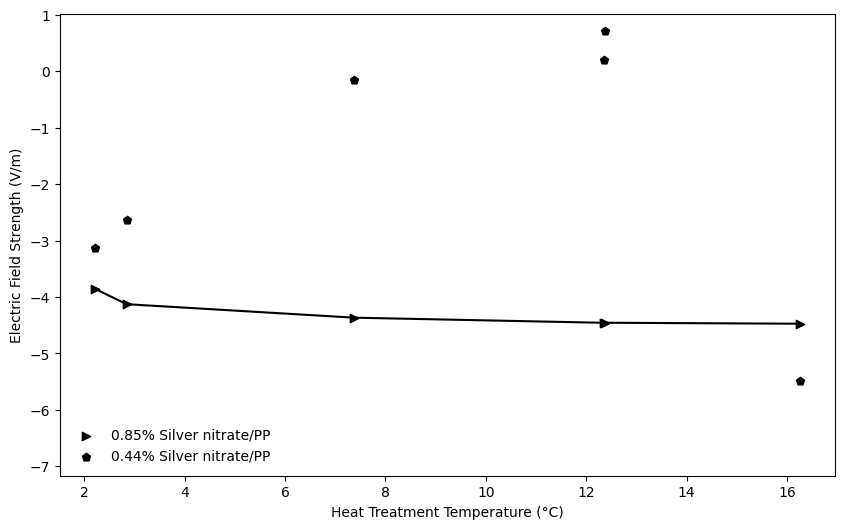 1
0
−1
−2
−3
−4
−5
−6
−7
Electric Field Strength (V/m)
0.85% Silver nitrate/PP
0.44% Silver nitrate/PP
2 4 6 8 10 12 14 16
Heat Treatment Temperature (°C)